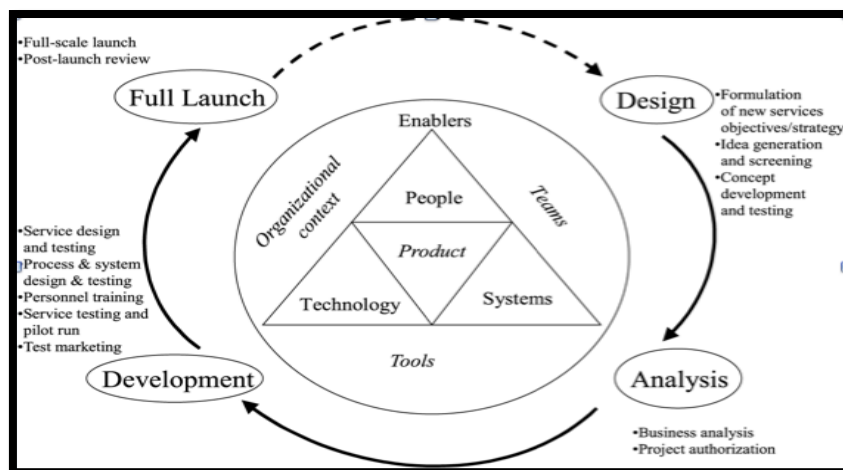 •Full-scale launch
•Post-launch review
Full Launch
Design
•Formulation
of new services
objectives/strategy
•Idea generation
and screening
•Concept
development
and testing
Enablers
Organizational
context
Teams
People
Product
Technology
Systems
Tools
•Service design
and testing
•Process & system
design & testing
•Personnel training
•Service testing and
pilot run
•Test marketing
Development
Analysis
•Business analysis
•Project authorization